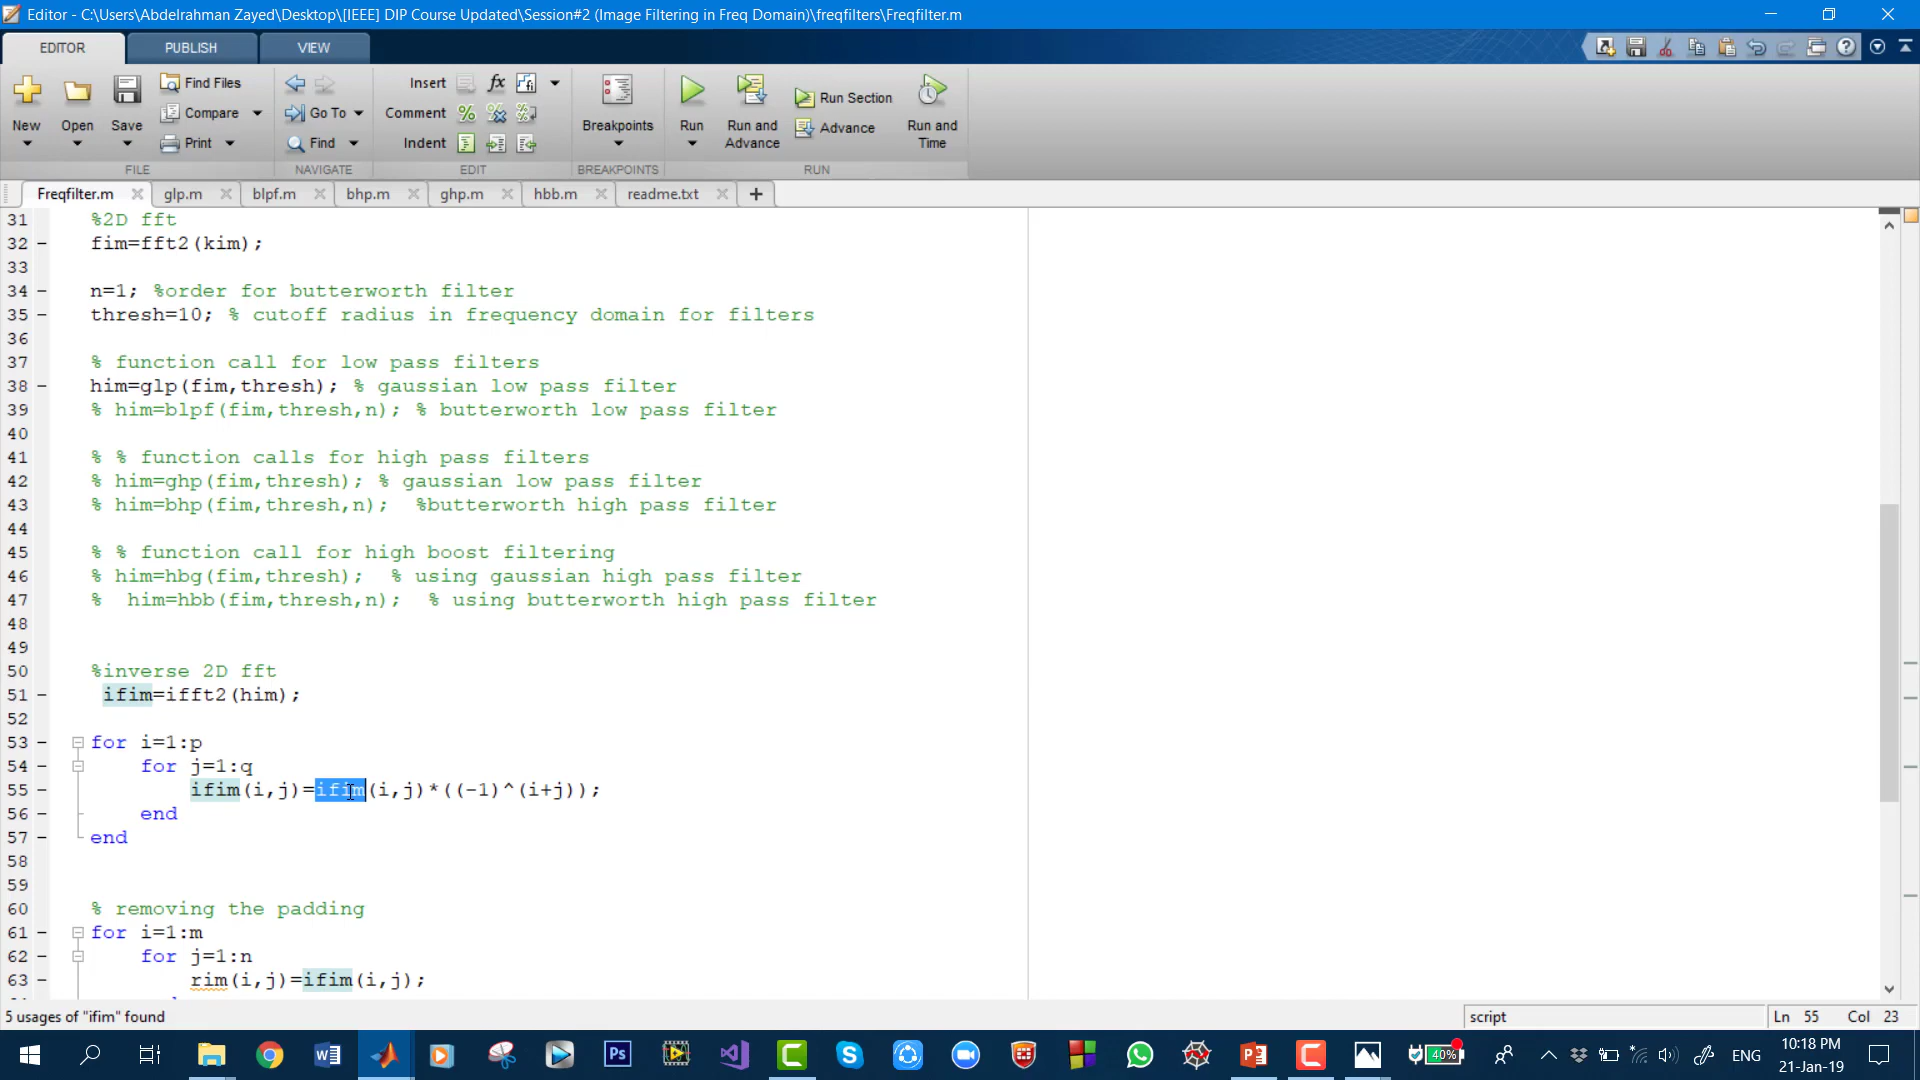 Editor - C:\Users\Abdelrahman Zayed\Desktop\[IEEE] DIP Course Updated\Session#2 (Image Filtering in Freq Domain)\freqfilters\Freqfilter.m
EDITOR PUBLISH VIEW
New Open Save Find Files Compare Print
Go To Find
Insert fx
Comment
Indent
Breakpoints
Run Run and Advance Run Section Advance Run and Time
FILE NAVIGATE EDIT BREAKPOINTS RUN
Freqfilter.m glp.m blpf.m bhp.m ghp.m hbb.m readme.txt
31 %2D fft
32 – fim=fft2(kim);
33
34 – n=1; %order for butterworth filter
35 – thresh=10; % cutoff radius in frequency domain for filters
36
37 % function call for low pass filters
38 – him=glp(fim,thresh); % gaussian low pass filter
39 % him=blpf(fim,thresh,n); % butterworth low pass filter
40
41 % % function calls for high pass filters
42 % him=ghp(fim,thresh); % gaussian low pass filter
43 % him=bhp(fim,thresh,n); %butterworth high pass filter
44
45 % % function call for high boost filtering
46 % him=hbg(fim,thresh); % using gaussian high pass filter
47 % him=hbb(fim,thresh,n); % using butterworth high pass filter
48
49
50 %inverse 2D fft
51 – ifim=ifft2(him);
52
53 – for i=1:p
54 – for j=1:q
55 – ifim(i,j)=ifim(i,j)*((-1)^(i+j));
56 – end
57 – end
58
59
60 % removing the padding
61 – for i=1:m
62 – for j=1:n
63 – rim(i,j)=ifim(i,j);
5 usages of "ifim" found
script
Ln 55 Col 23
40%
ENG
10:18 PM
21-Jan-19